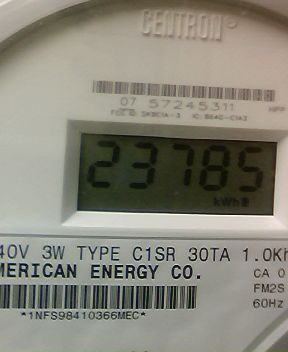 CENTRON®
07 57245311
23785
kWh
40V 3W TYPE C1SR 30TA 1.0Kh
MERICAN ENERGY CO.
CA 0
FM2S
60Hz
*1NFS98410366MEC*